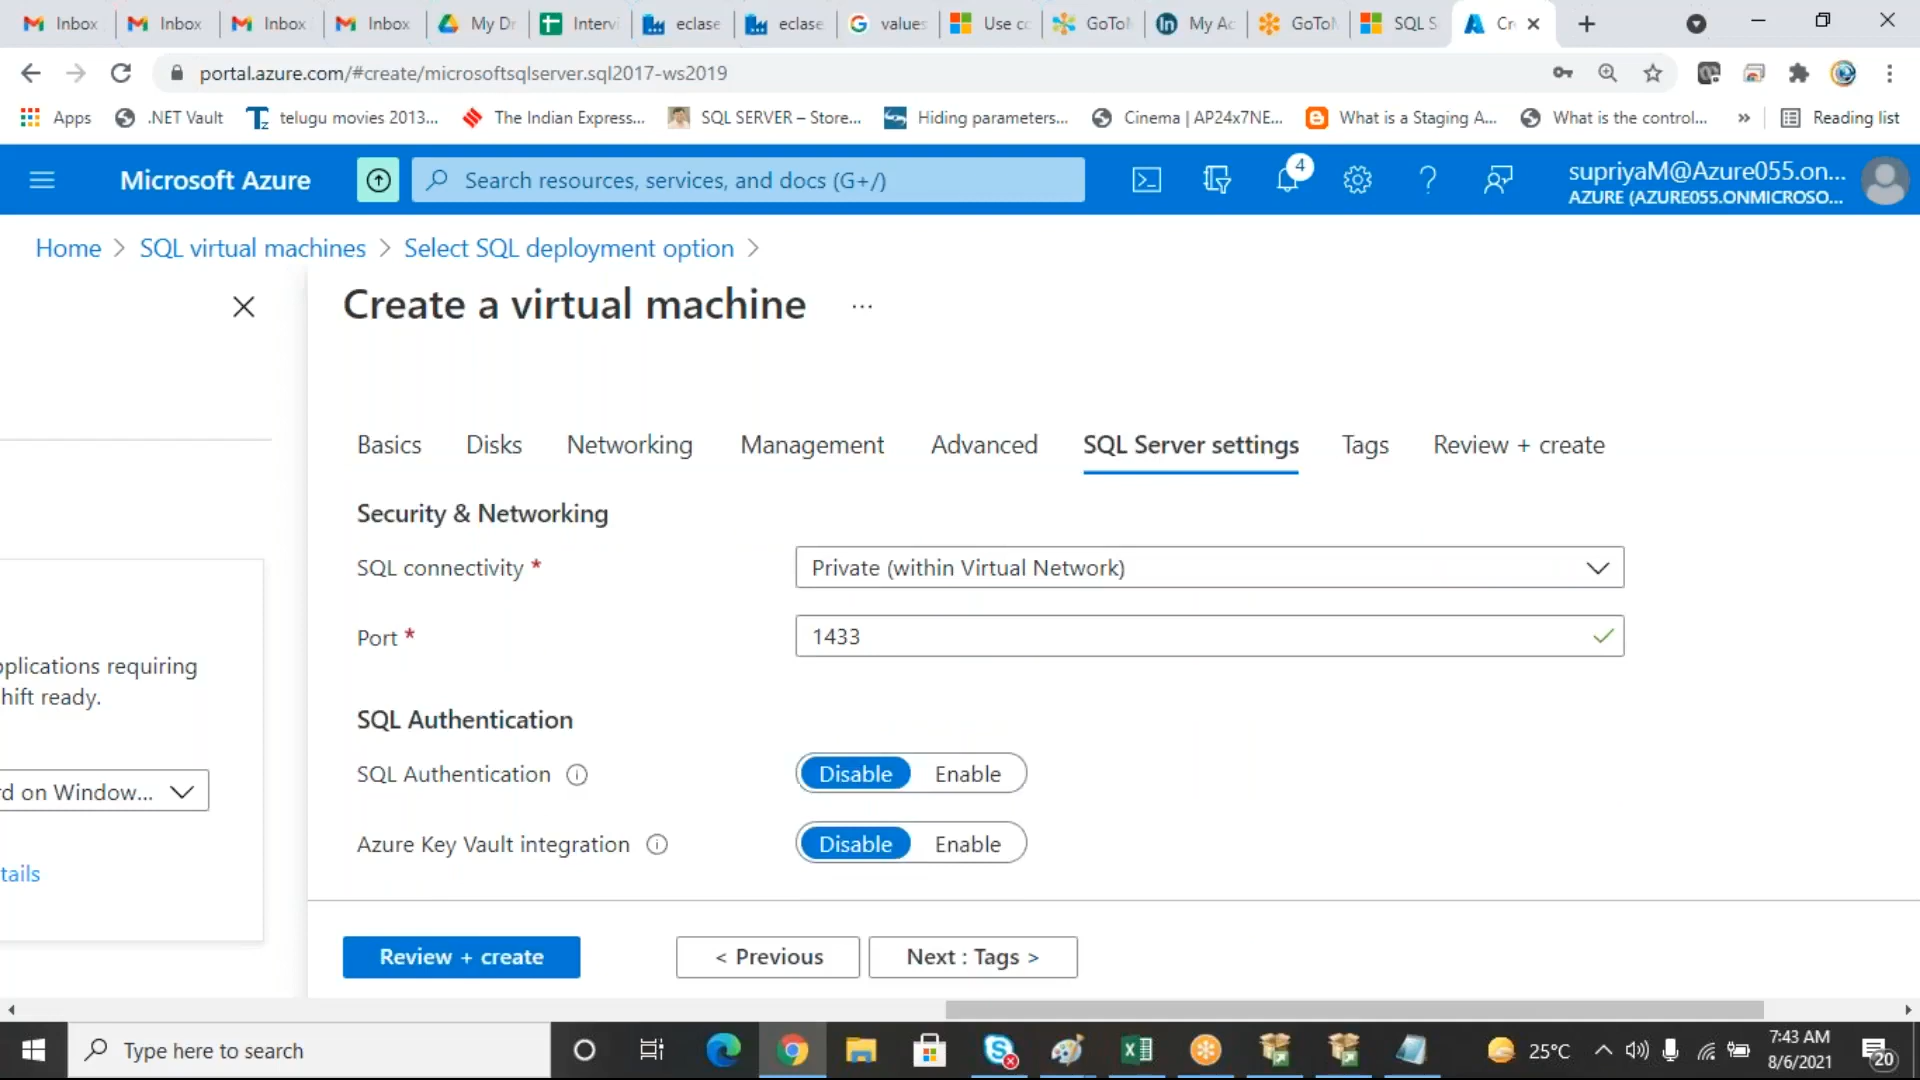 Inbox Inbox Inbox Inbox My Dr Intervi eclase eclase values Use co GoToM My Ac GoToM SQL S Cr
portal.azure.com/#create/microsoftsqlserver.sql2017-ws2019
Apps .NET Vault telugu movies 2013... The Indian Express... SQL SERVER – Store... Hiding parameters... Cinema | AP24x7NE... What is a Staging A... What is the control... » Reading list
Microsoft Azure Search resources, services, and docs (G+/) 4 supriyaM@Azure055.on...
AZURE (AZURE055.ONMICROSO...
Home > SQL virtual machines > Select SQL deployment option >
Create a virtual machine ...
Basics Disks Networking Management Advanced SQL Server settings Tags Review + create
Security & Networking
SQL connectivity * Private (within Virtual Network)
Port * 1433
plications requiring
hift ready.
SQL Authentication
SQL Authentication Disable Enable
d on Window...
Azure Key Vault integration Disable Enable
tails
Review + create < Previous Next : Tags >
Type here to search 25°C 7:43 AM
8/6/2021 20